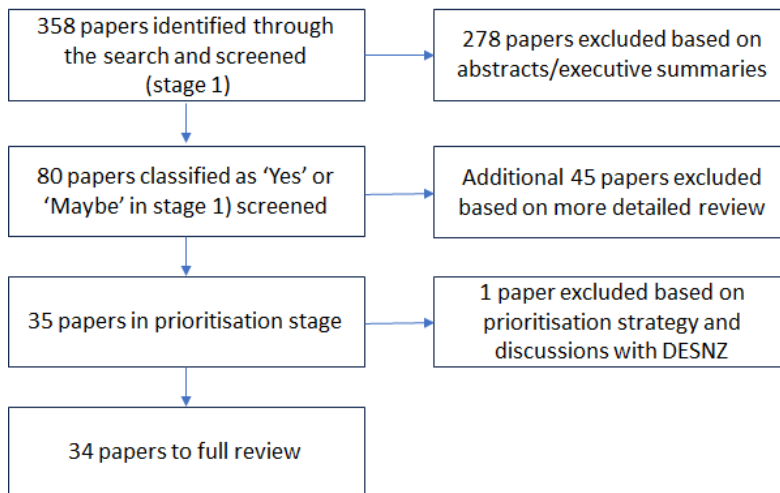 358 papers identified through
the search and screened
(stage 1)
278 papers excluded based on
abstracts/executive summaries
80 papers classified as ‘Yes’ or
‘Maybe’ in stage 1) screened
Additional 45 papers excluded
based on more detailed review
35 papers in prioritisation stage
1 paper excluded based on
prioritisation strategy and
discussions with DESNZ
34 papers to full review